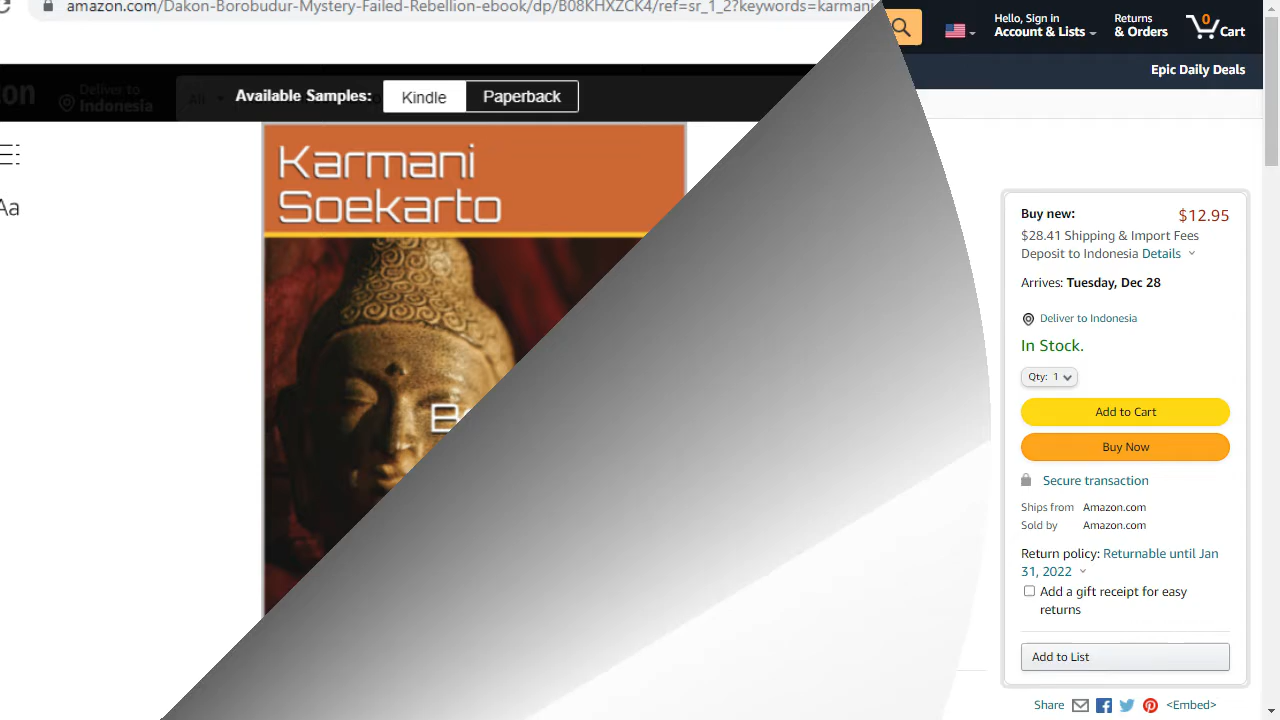 amazon.com/Dakon-Borobudur-Mystery-Failed-Rebellion-ebook/dp/B08KHXZCK4/ref=sr_1_2?keywords=karmani
Hello, Sign in
Account & Lists
Returns
& Orders
0
Cart
Epic Daily Deals
Deliver to
Indonesia
All
Available Samples:
Kindle
Paperback
Aa
Karmani
Soekarto
Buy new:
$12.95
$28.41 Shipping & Import Fees
Deposit to Indonesia Details
Arrives: Tuesday, Dec 28
Deliver to Indonesia
In Stock.
Qty: 1
Add to Cart
Buy Now
Secure transaction
Ships from Amazon.com
Sold by Amazon.com
Return policy: Returnable until Jan
31, 2022
Add a gift receipt for easy
returns
Add to List
Share
<Embed>